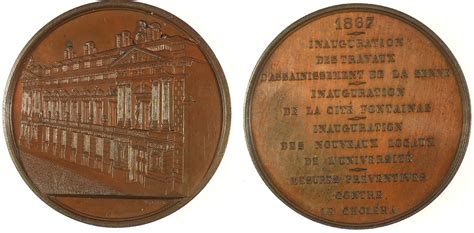 1867
INAUGURATION
DES TRAVAUX
D'ASSAINISSEMENT DE LA SENNE
INAUGURATION
DE LA CITÉ FONTAINAS
INAUGURATION
DES NOUVEAUX LOCAUX
DE L'UNIVERSITÉ
MESURES PRÉVENTIVES
CONTRE
LE CHOLÉRA